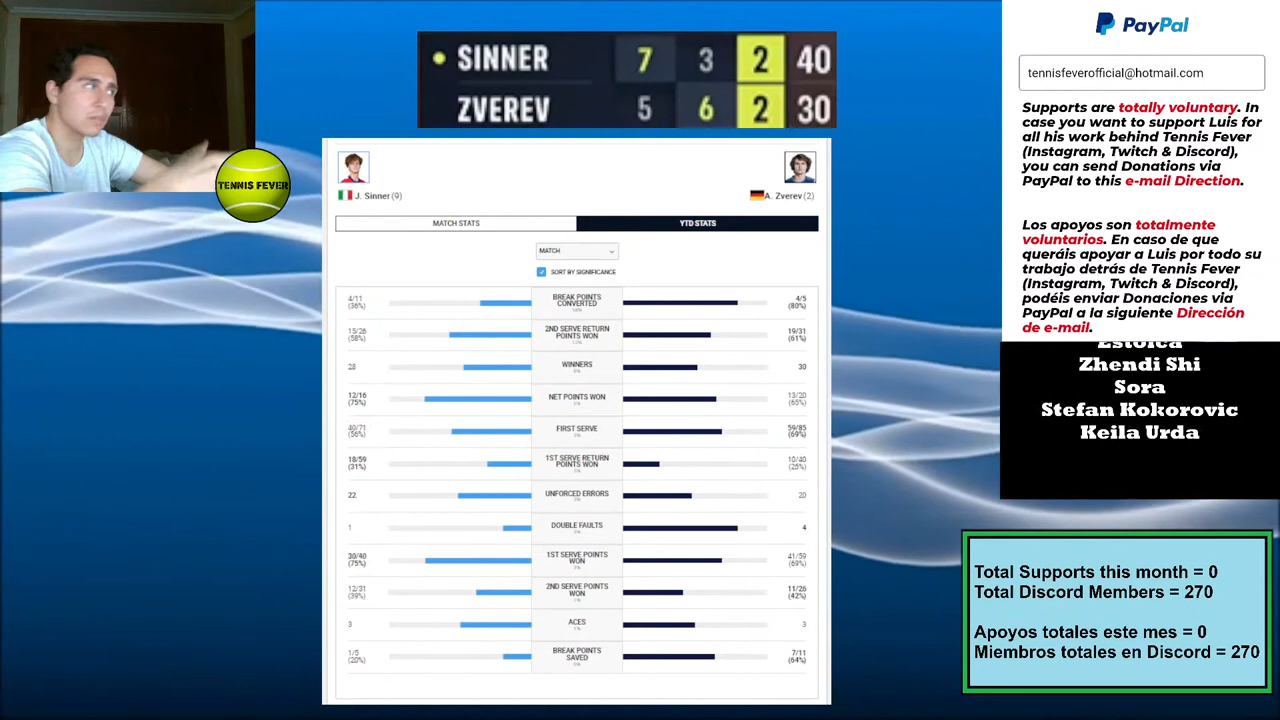 SINNER 7 3 2 40
ZVEREV 5 6 2 30
TENNIS FEVER
J. Sinner (9)
A. Zverev (2)
MATCH STATS
YTD STATS
MATCH
SORT BY SIGNIFICANCE
4/11
(36%)
BREAK POINTS
CONVERTED
4/5
(80%)
15/26
(58%)
2ND SERVE RETURN
POINTS WON
19/31
(61%)
28
WINNERS
30
12/16
(75%)
NET POINTS WON
13/20
(65%)
40/71
(56%)
FIRST SERVE
59/85
(69%)
18/59
(31%)
1ST SERVE RETURN
POINTS WON
10/40
(25%)
22
UNFORCED ERRORS
20
1
DOUBLE FAULTS
4
30/40
(75%)
1ST SERVE POINTS
WON
41/59
(69%)
12/31
(39%)
2ND SERVE POINTS
WON
11/26
(42%)
3
ACES
3
1/5
(20%)
BREAK POINTS
SAVED
7/11
(64%)
PayPal
tennisfeverofficial@hotmail.com
Supports are totally voluntary. In
case you want to support Luis for
all his work behind Tennis Fever
(Instagram, Twitch & Discord),
you can send Donations via
PayPal to this e-mail Direction.
Los apoyos son totalmente
voluntarios. En caso de que
queráis apoyar a Luis por todo su
trabajo detrás de Tennis Fever
(Instagram, Twitch & Discord),
podéis enviar Donaciones via
PayPal a la siguiente Dirección
de e-mail.
Estoica
Zhendi Shi
Sora
Stefan Kokorovic
Keila Urda
Total Supports this month = 0
Total Discord Members = 270
Apoyos totales este mes = 0
Miembros totales en Discord = 270